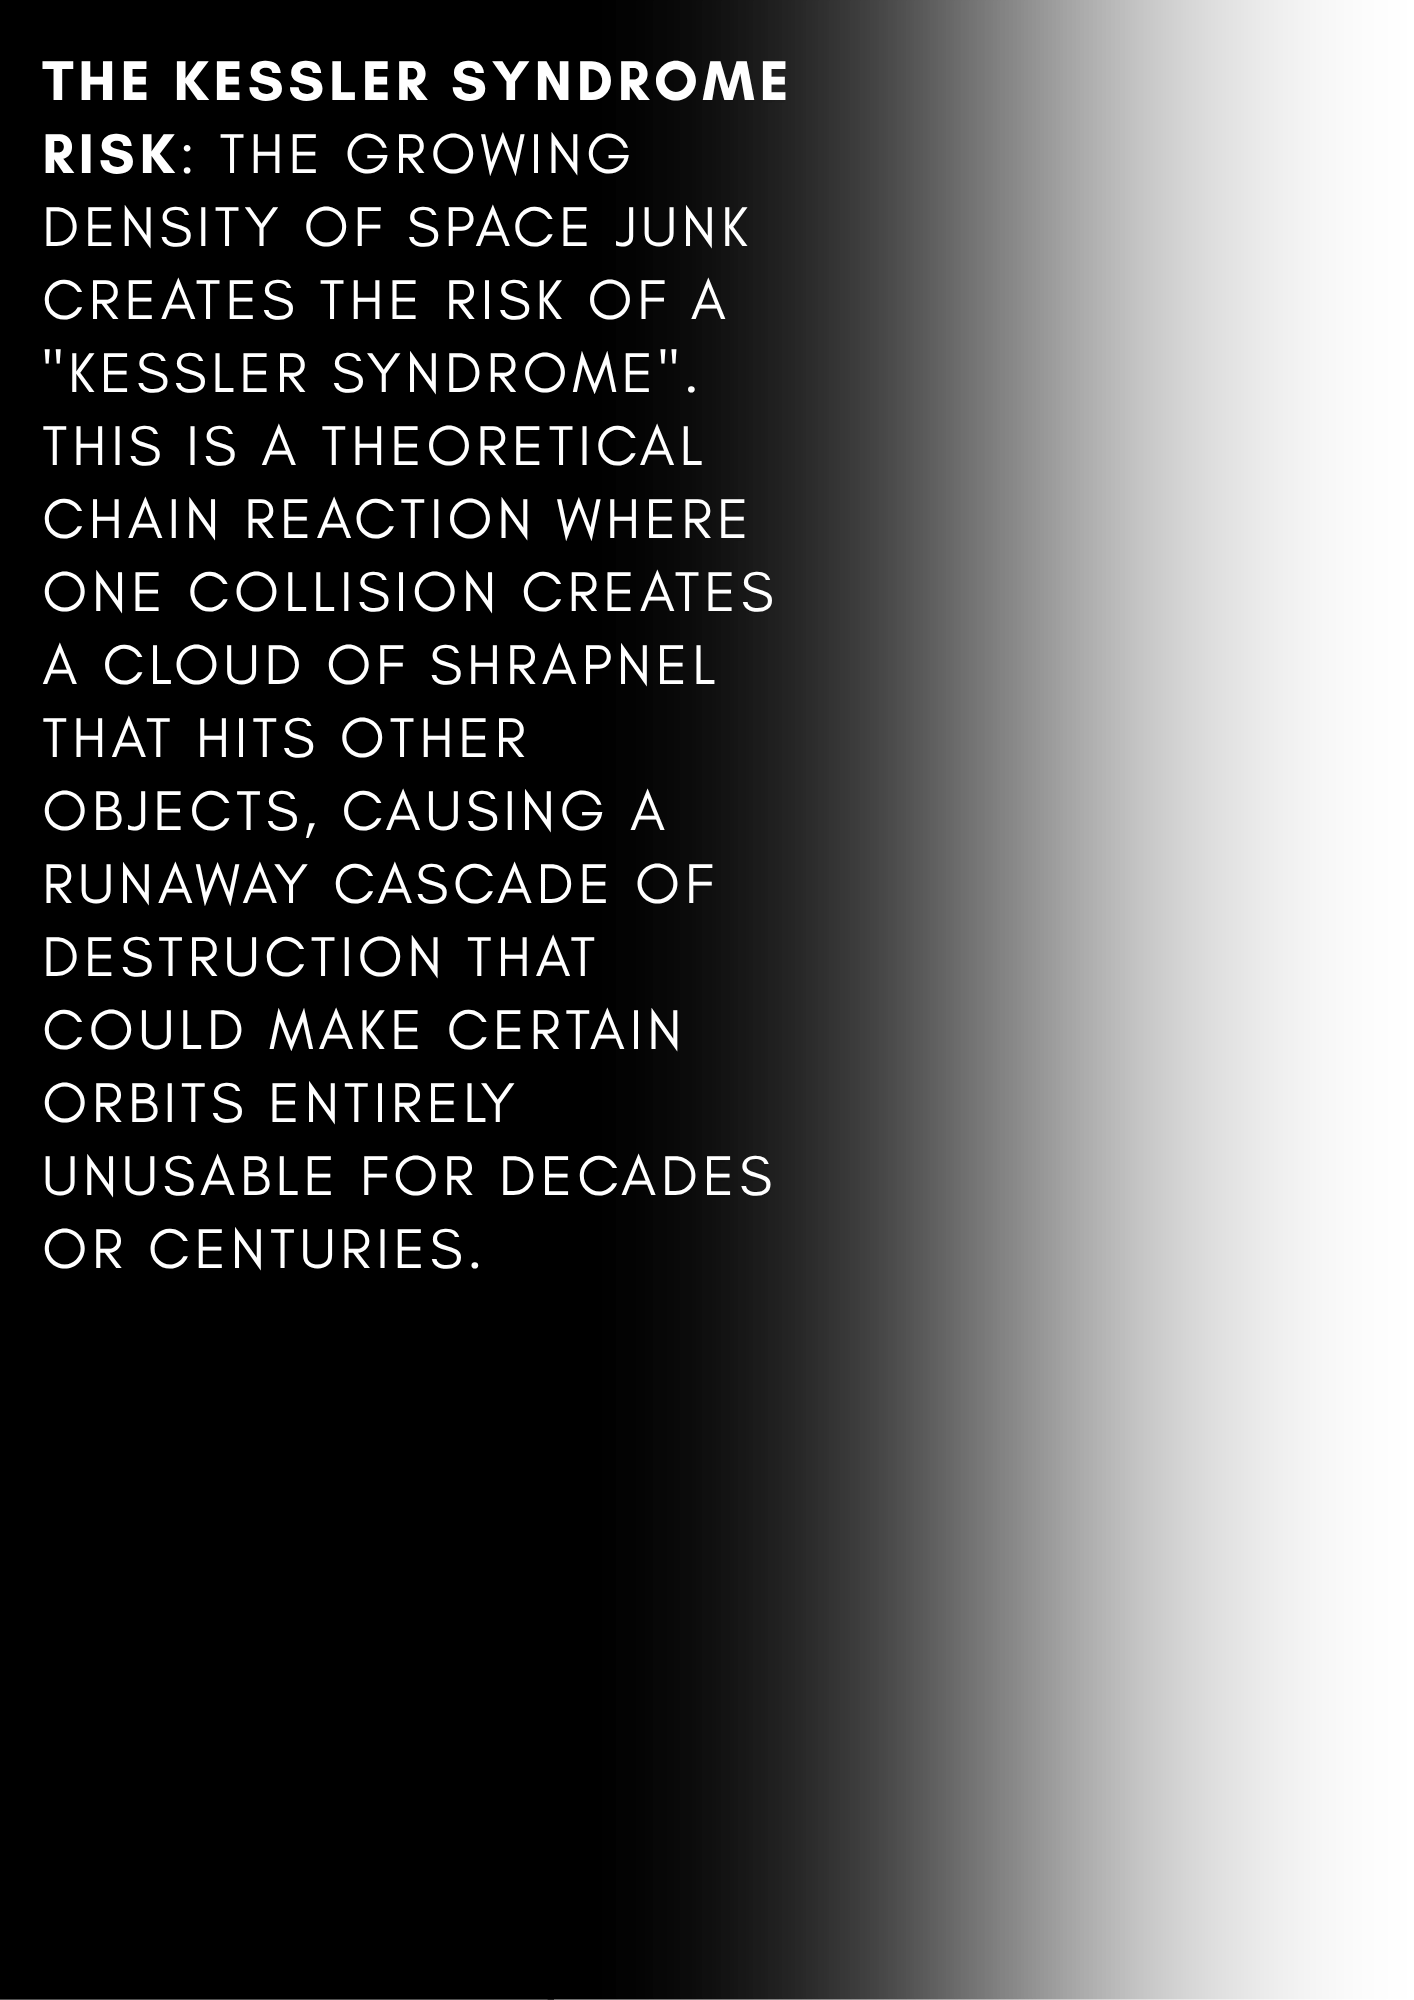 THE KESSLER SYNDROME
RISK: THE GROWING
DENSITY OF SPACE JUNK
CREATES THE RISK OF A
"KESSLER SYNDROME".
THIS IS A THEORETICAL
CHAIN REACTION WHERE
ONE COLLISION CREATES
A CLOUD OF SHRAPNEL
THAT HITS OTHER
OBJECTS, CAUSING A
RUNAWAY CASCADE OF
DESTRUCTION THAT
COULD MAKE CERTAIN
ORBITS ENTIRELY
UNUSABLE FOR DECADES
OR CENTURIES.